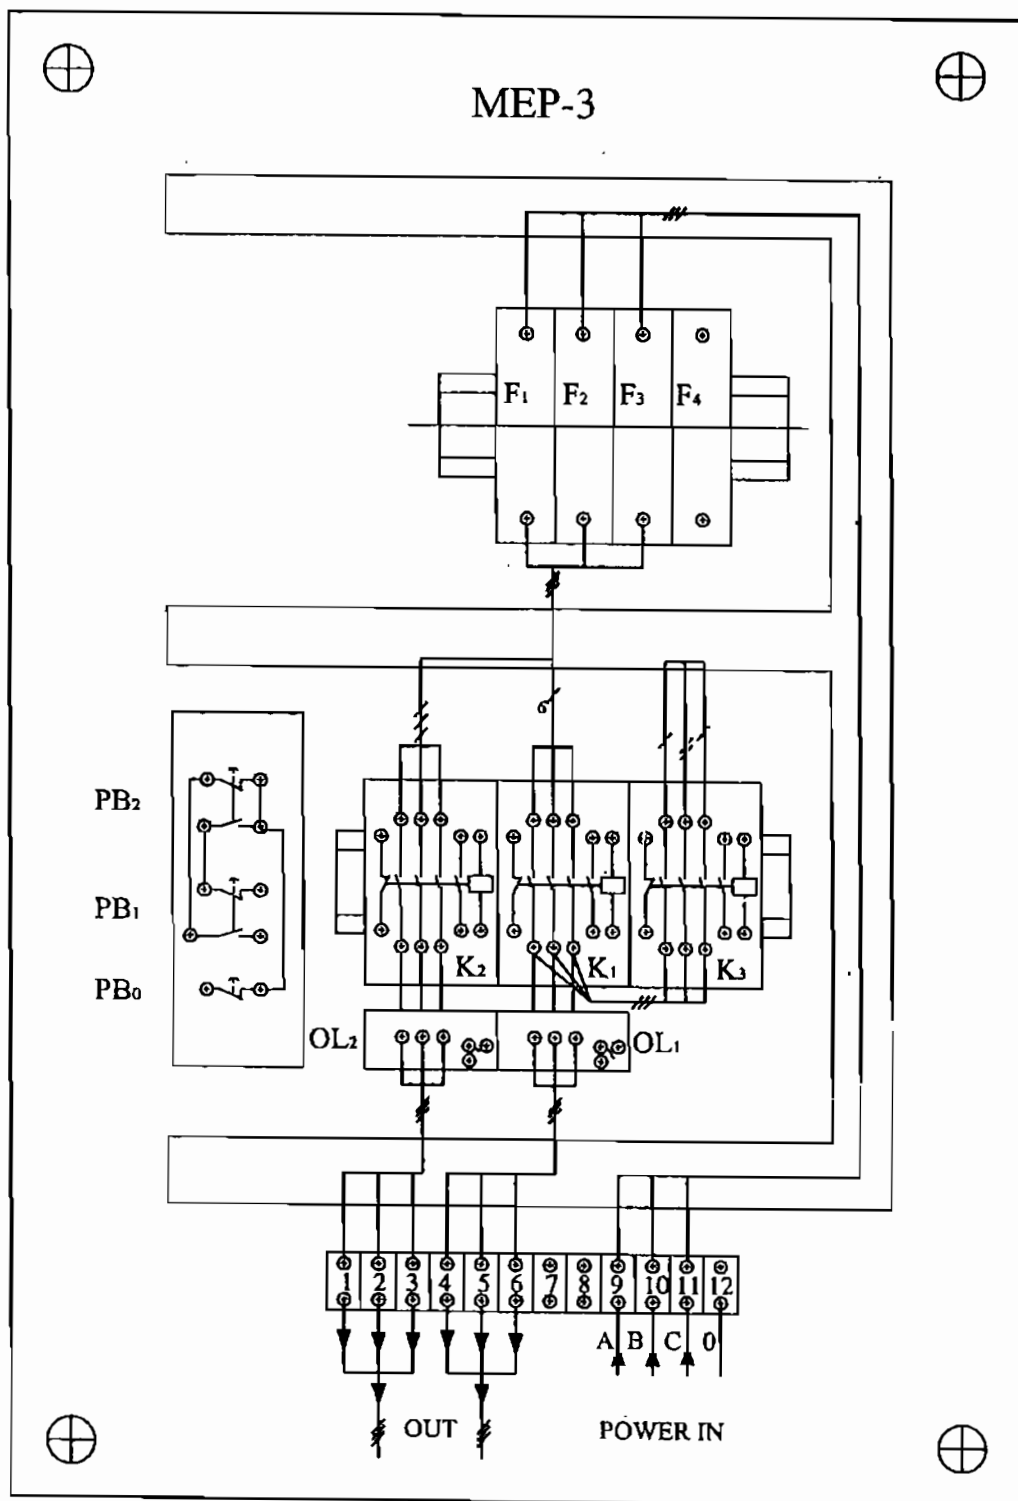 MEP-3
F₁ F₂ F₃ F₄
6
PB₂
PB₁
PB₀
K₂ K₁ K₃
OL₂ OL₁
1 2 3 4 5 6 7 8 9 10 11 12
A B C 0
OUT POWER IN